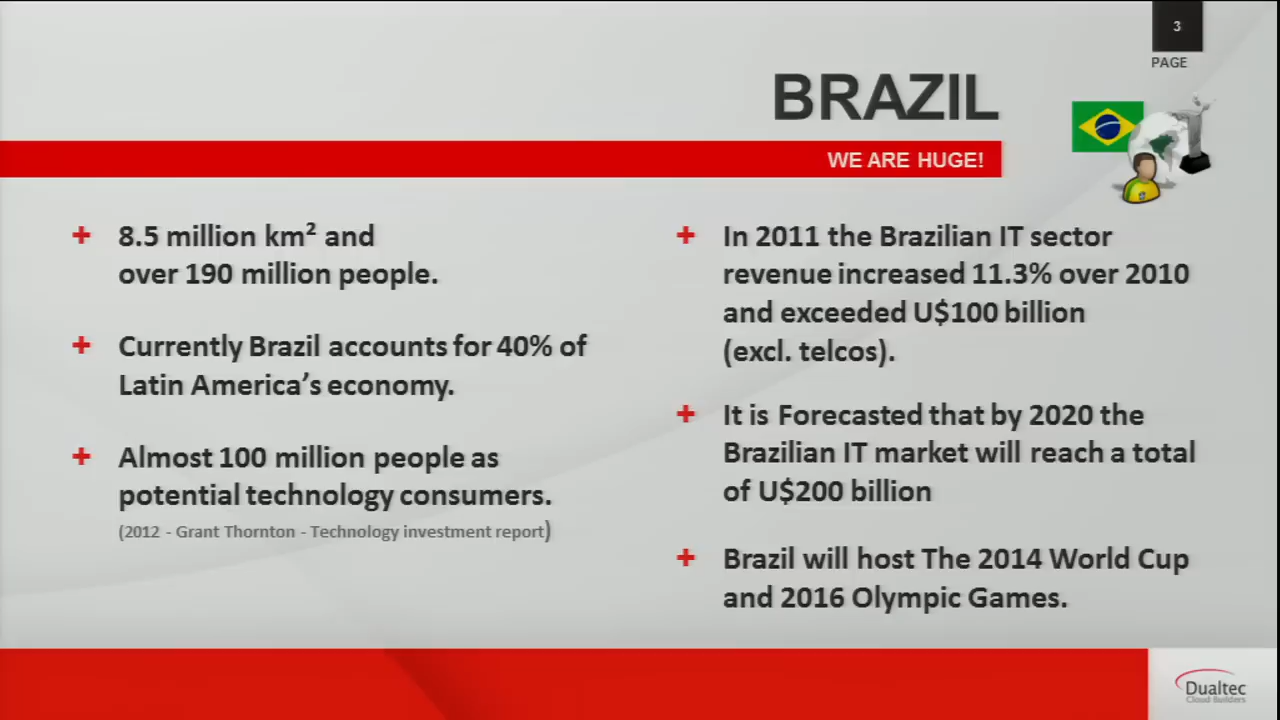 3
PAGE
BRAZIL
WE ARE HUGE!
8.5 million km² and
over 190 million people.
Currently Brazil accounts for 40% of
Latin America’s economy.
Almost 100 million people as
potential technology consumers.
(2012 - Grant Thornton - Technology investment report)
In 2011 the Brazilian IT sector
revenue increased 11.3% over 2010
and exceeded U$100 billion
(excl. telcos).
It is Forecasted that by 2020 the
Brazilian IT market will reach a total
of U$200 billion
Brazil will host The 2014 World Cup
and 2016 Olympic Games.
Dualtec
Cloud Builders